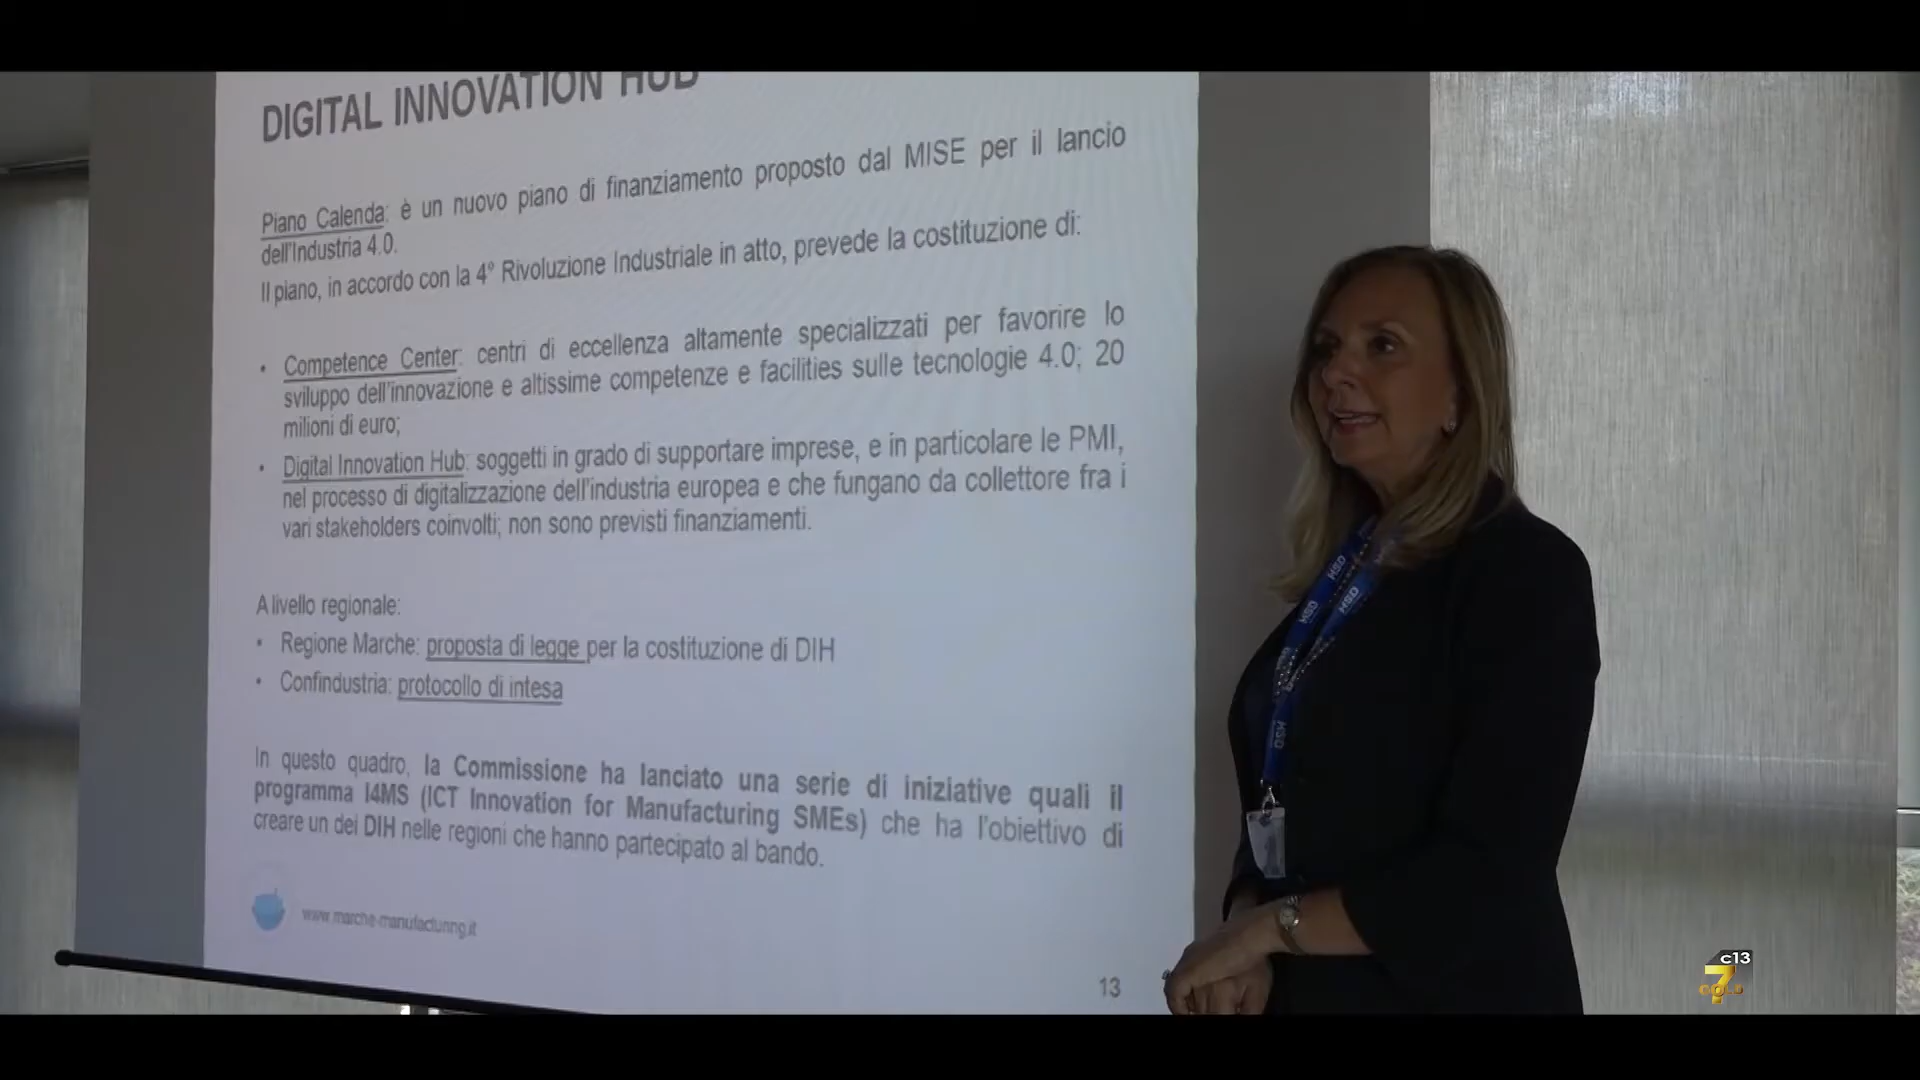 DIGITAL INNOVATION HUB
Piano Calenda: è un nuovo piano di finanziamento proposto dal MISE per il lancio
dell'Industria 4.0.
Il piano, in accordo con la 4° Rivoluzione Industriale in atto, prevede la costituzione di:
• Competence Center: centri di eccellenza altamente specializzati per favorire lo
sviluppo dell'innovazione e altissime competenze e facilities sulle tecnologie 4.0; 20
milioni di euro;
• Digital Innovation Hub: soggetti in grado di supportare imprese, e in particolare le PMI,
nel processo di digitalizzazione dell'industria europea e che fungano da collettore fra i
vari stakeholders coinvolti; non sono previsti finanziamenti.
A livello regionale:
• Regione Marche: proposta di legge per la costituzione di DIH
• Confindustria: protocollo di intesa
In questo quadro, la Commissione ha lanciato una serie di iniziative quali il
programma I4MS (ICT Innovation for Manufacturing SMEs) che ha l'obiettivo di
creare un dei DIH nelle regioni che hanno partecipato al bando.
www.marche-manufacturing.it
13
HSD
HSD
HSD
HSD
c13
7
GOLD